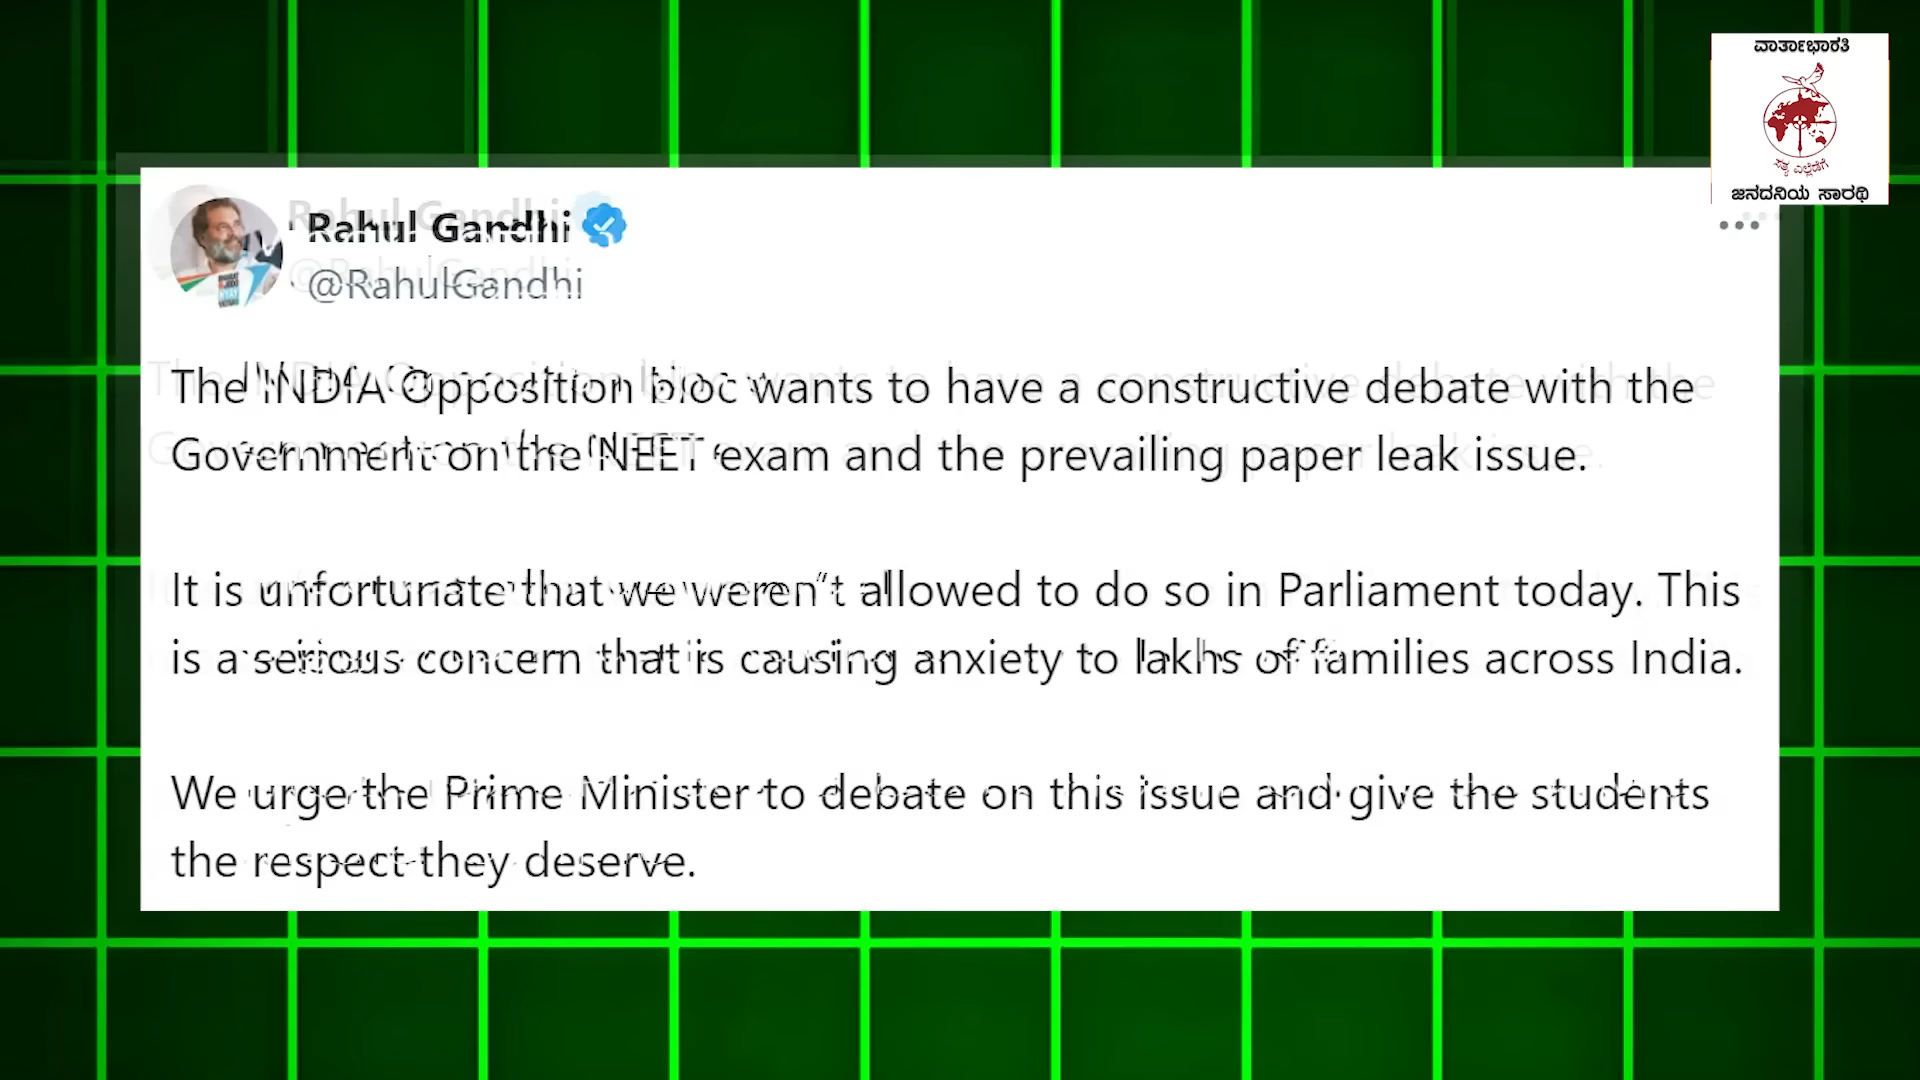 ವಾರ್ತಾಭಾರತಿ
ಸತ್ಯ ಎಲ್ಲೆಡೆಗೆ
ಜನದನಿಯ ಸಾರಥಿ
Rahul Gandhi
@RahulGandhi
The INDIA Opposition bloc wants to have a constructive debate with the
Government on the NEET exam and the prevailing paper leak issue.
It is unfortunate that we weren't allowed to do so in Parliament today. This
is a serious concern that is causing anxiety to lakhs of families across India.
We urge the Prime Minister to debate on this issue and give the students
the respect they deserve.